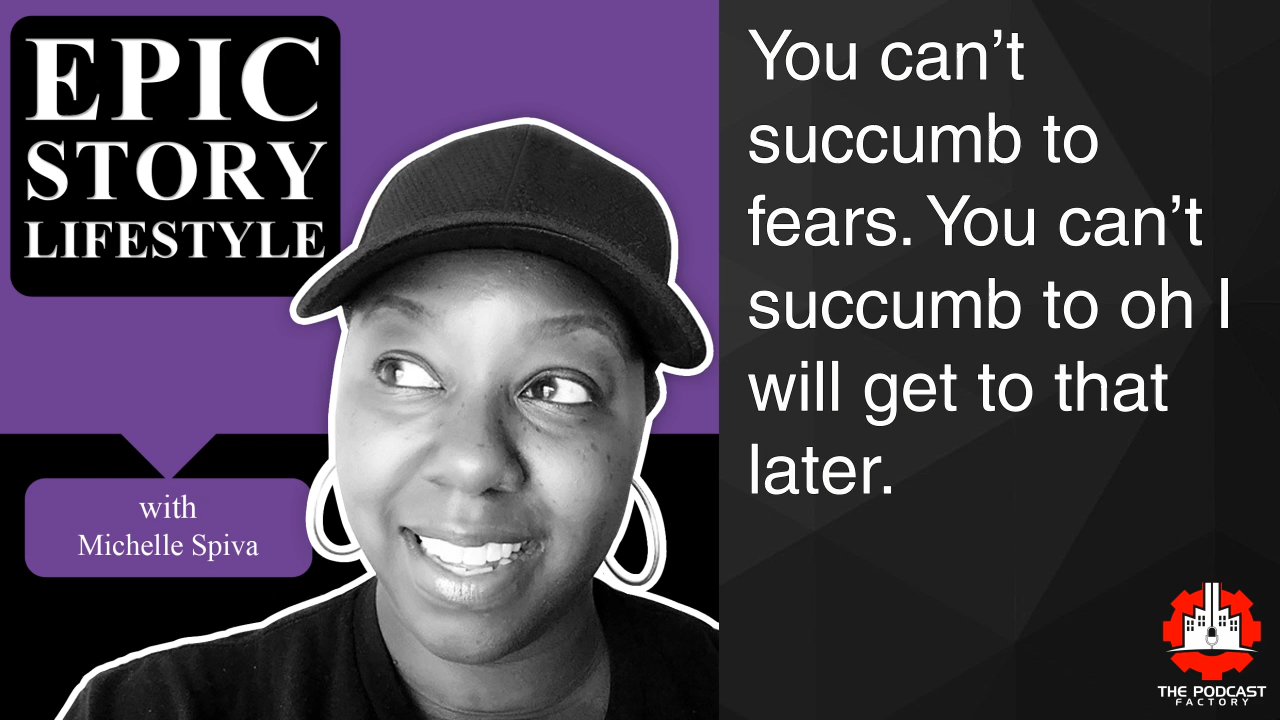 EPIC
STORY
LIFESTYLE
with
Michelle Spiva
You can’t
succumb to
fears. You can’t
succumb to oh I
will get to that
later.
THE PODCAST
FACTORY